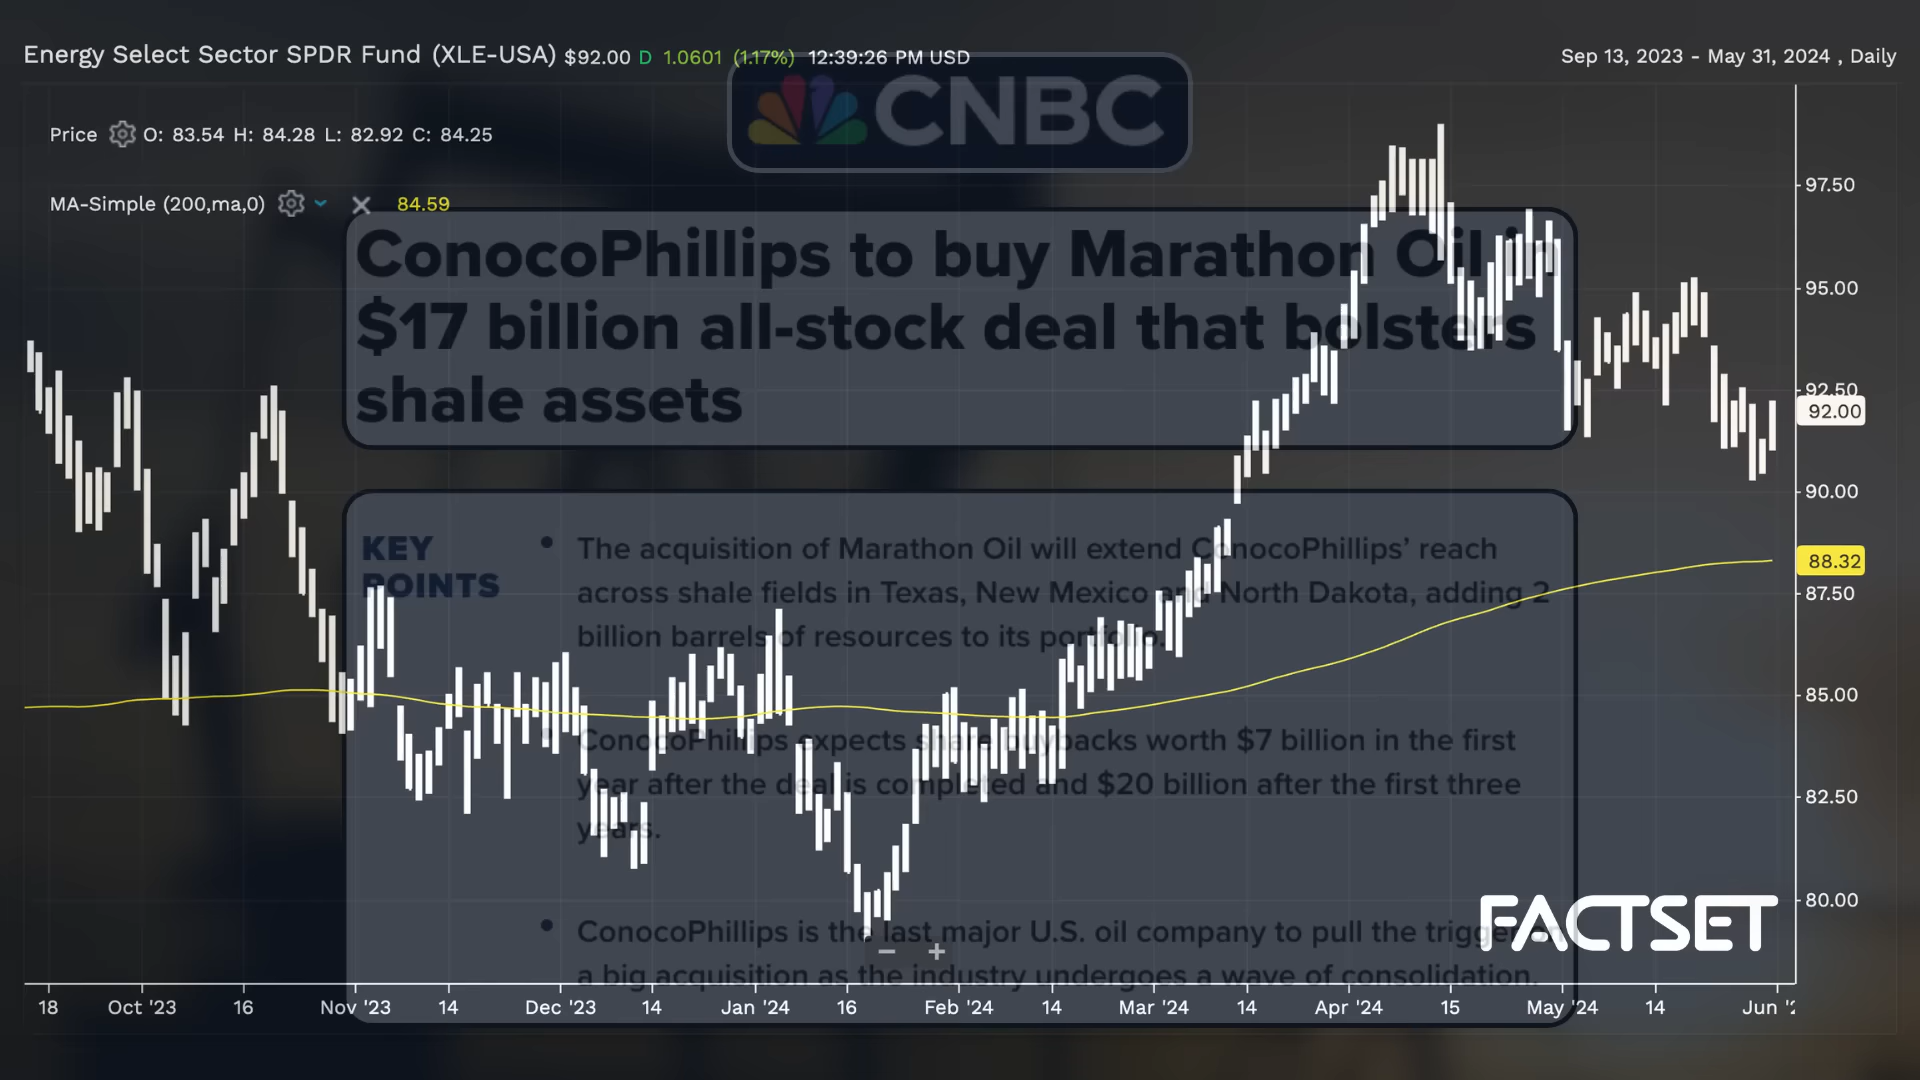 Energy Select Sector SPDR Fund (XLE-USA) $92.00 D 1.0601 (1.17%) 12:39:26 PM USD
Sep 13, 2023 - May 31, 2024 , Daily
CNBC
Price O: 83.54 H: 84.28 L: 82.92 C: 84.25
MA-Simple (200,ma,0) 84.59
ConocoPhillips to buy Marathon Oil in
$17 billion all-stock deal that bolsters
shale assets
KEY
POINTS
• The acquisition of Marathon Oil will extend ConocoPhillips’ reach
across shale fields in Texas, New Mexico and North Dakota, adding 2
billion barrels of resources to its portfolio.
• ConocoPhillips expects share buybacks worth $7 billion in the first
year after the deal is completed and $20 billion after the first three
years.
• ConocoPhillips is the last major U.S. oil company to pull the trigger on
a big acquisition as the industry undergoes a wave of consolidation.
97.50
95.00
92.50
92.00
90.00
88.32
87.50
85.00
82.50
80.00
FACTSET
− +
18 Oct '23 16 Nov '23 14 Dec '23 14 Jan '24 16 Feb '24 14 Mar '24 14 Apr '24 15 May '24 14 Jun '2